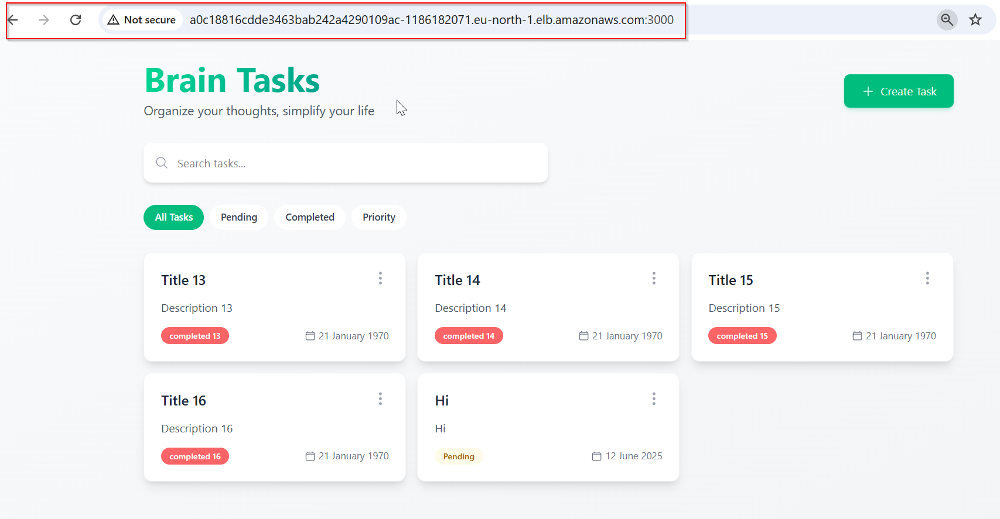 Not secure a0c18816cdde3463bab242a4290109ac-1186182071.eu-north-1.elb.amazonaws.com:3000
Brain Tasks
Organize your thoughts, simplify your life
+ Create Task
Search tasks...
All Tasks Pending Completed Priority
Title 13
Description 13
completed 13 21 January 1970
Title 14
Description 14
completed 14 21 January 1970
Title 15
Description 15
completed 15 21 January 1970
Title 16
Description 16
completed 16 21 January 1970
Hi
Hi
Pending 12 June 2025